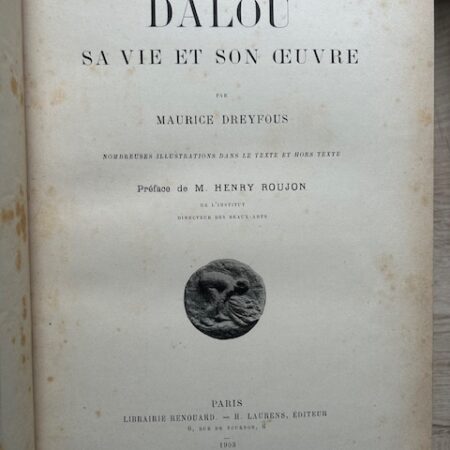 DALOU
SA VIE ET SON ŒUVRE
PAR
MAURICE DREYFOUS
NOMBREUSES ILLUSTRATIONS DANS LE TEXTE ET HORS TEXTE
Préface de M. HENRY ROUJON
DE L'INSTITUT
DIRECTEUR DES BEAUX-ARTS
PARIS
LIBRAIRIE RENOUARD. — H. LAURENS, ÉDITEUR
6, RUE DE TOURNON, 6
1903